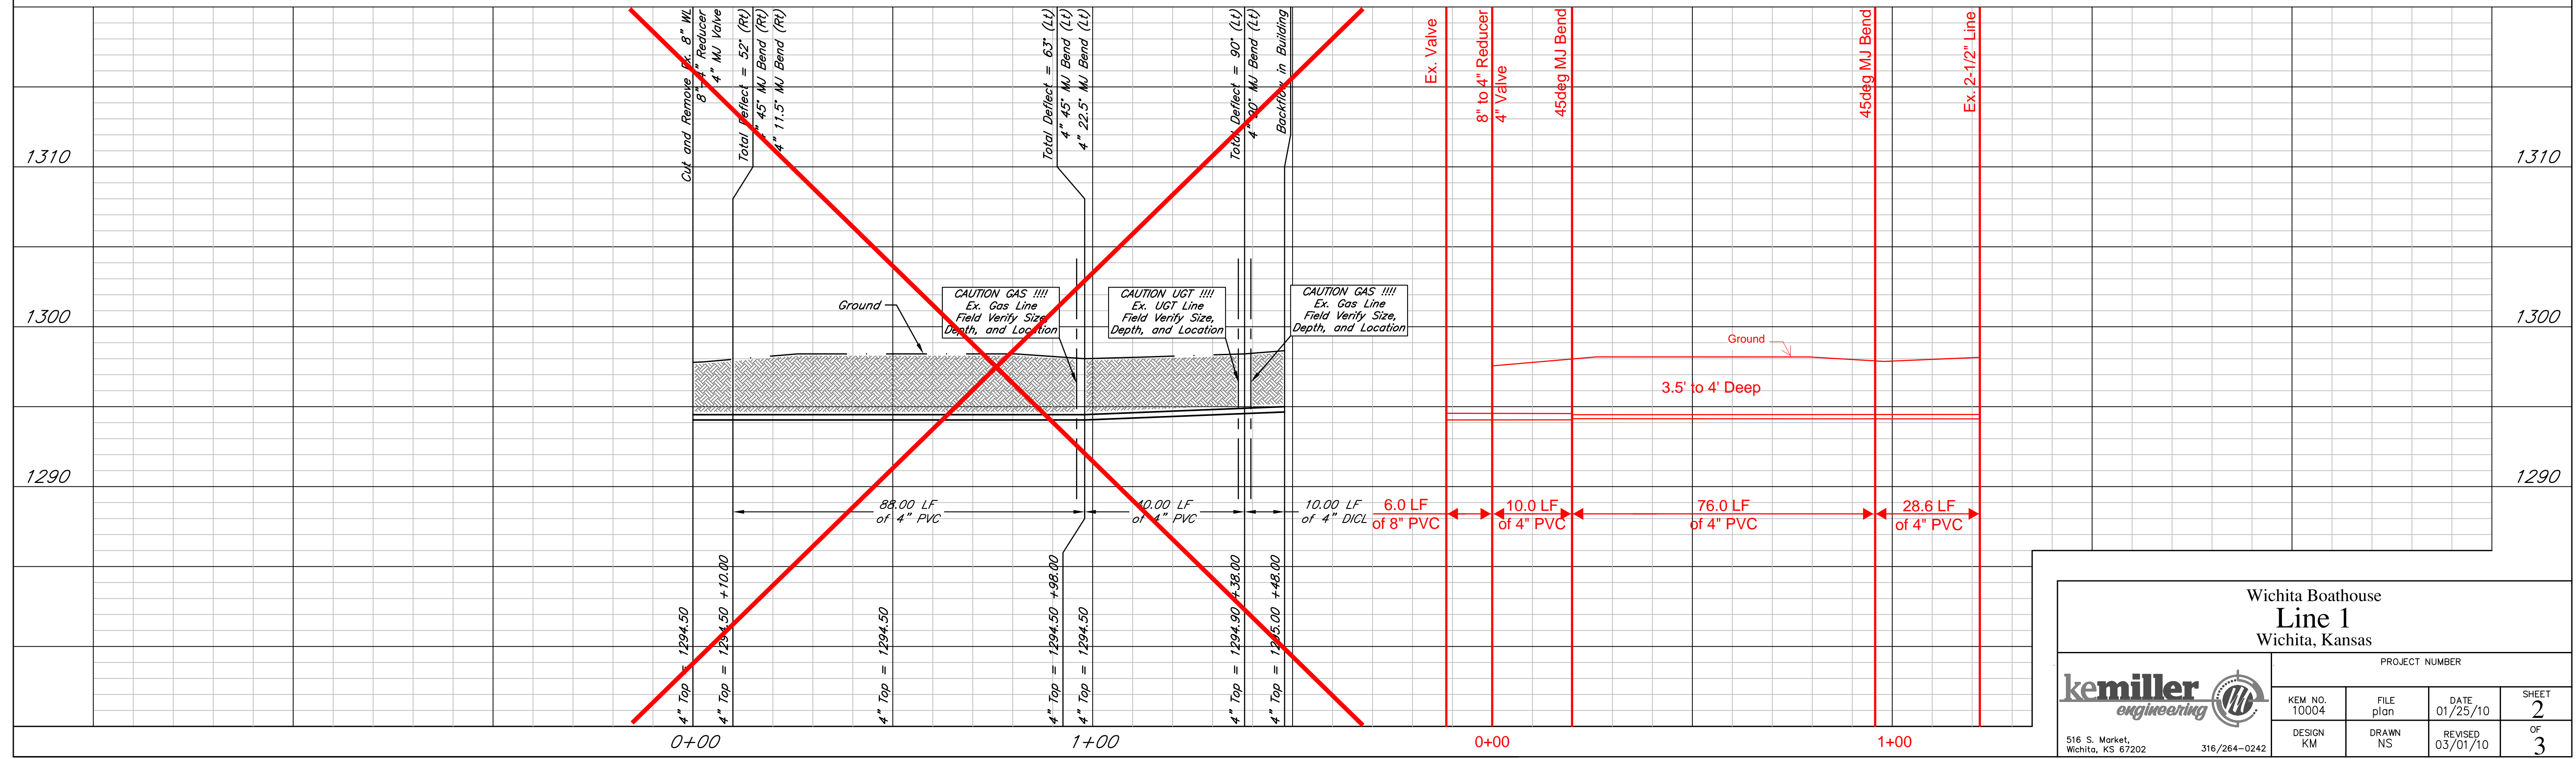 Cut and Remove Ex. 8" WL
8"-4" Reducer
4" MJ Valve
Total Deflect = 52° (Rt)
4" 45° MJ Bend (Rt)
4" 11.5° MJ Bend (Rt)
Total Deflect = 63° (Lt)
4" 45° MJ Bend (Lt)
4" 22.5° MJ Bend (Lt)
Total Deflect = 90° (Lt)
4" 90° MJ Bend (Lt)
Backflow in Building
Ex. Valve
8" to 4" Reducer
4" Valve
45deg MJ Bend
45deg MJ Bend
Ex. 2-1/2" Line
1310
1310
1300
1300
1290
1290
Ground
CAUTION GAS !!!!
Ex. Gas Line
Field Verify Size,
Depth, and Location
CAUTION UGT !!!!
Ex. UGT Line
Field Verify Size,
Depth, and Location
CAUTION GAS !!!!
Ex. Gas Line
Field Verify Size,
Depth, and Location
Ground
3.5' to 4' Deep
88.00 LF
of 4" PVC
40.00 LF
of 4" PVC
10.00 LF
of 4" DICL
6.0 LF
of 8" PVC
10.0 LF
of 4" PVC
76.0 LF
of 4" PVC
28.6 LF
of 4" PVC
4" Top = 1294.50
4" Top = 1294.50 +10.00
4" Top = 1294.50
4" Top = 1294.50 +98.00
4" Top = 1294.50
4" Top = 1294.90 +38.00
4" Top = 1295.00 +48.00
0+00
1+00
0+00
1+00
Wichita Boathouse
Line 1
Wichita, Kansas
kemiller
engineering
516 S. Market,
Wichita, KS 67202
316/264-0242
PROJECT NUMBER
KEM NO.
10004
FILE
plan
DATE
01/25/10
SHEET
2
DESIGN
KM
DRAWN
NS
REVISED
03/01/10
OF
3